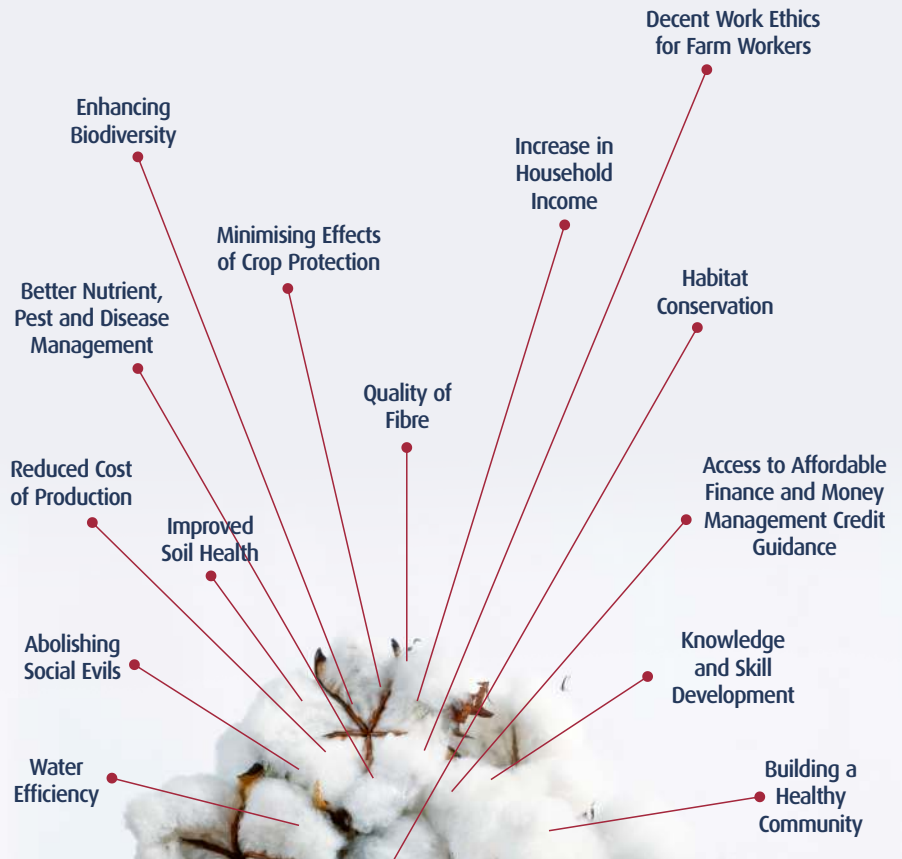 Decent Work Ethics
for Farm Workers
Enhancing
Biodiversity
Increase in
Household
Income
Minimising Effects
of Crop Protection
Habitat
Conservation
Better Nutrient,
Pest and Disease
Management
Quality of
Fibre
Access to Affordable
Finance and Money
Management Credit
Guidance
Reduced Cost
of Production
Improved
Soil Health
Abolishing
Social Evils
Knowledge
and Skill
Development
Water
Efficiency
Building a
Healthy
Community